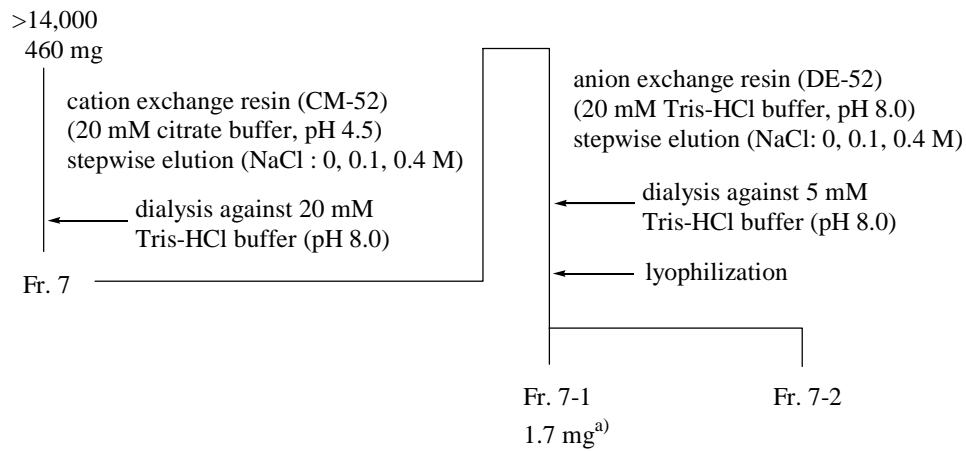 >14,000
460 mg
cation exchange resin (CM-52)
(20 mM citrate buffer, pH 4.5)
stepwise elution (NaCl : 0, 0.1, 0.4 M)
dialysis against 20 mM
Tris-HCl buffer (pH 8.0)
Fr. 7
anion exchange resin (DE-52)
(20 mM Tris-HCl buffer, pH 8.0)
stepwise elution (NaCl: 0, 0.1, 0.4 M)
dialysis against 5 mM
Tris-HCl buffer (pH 8.0)
lyophilization
Fr. 7-1
1.7 mg a)
Fr. 7-2